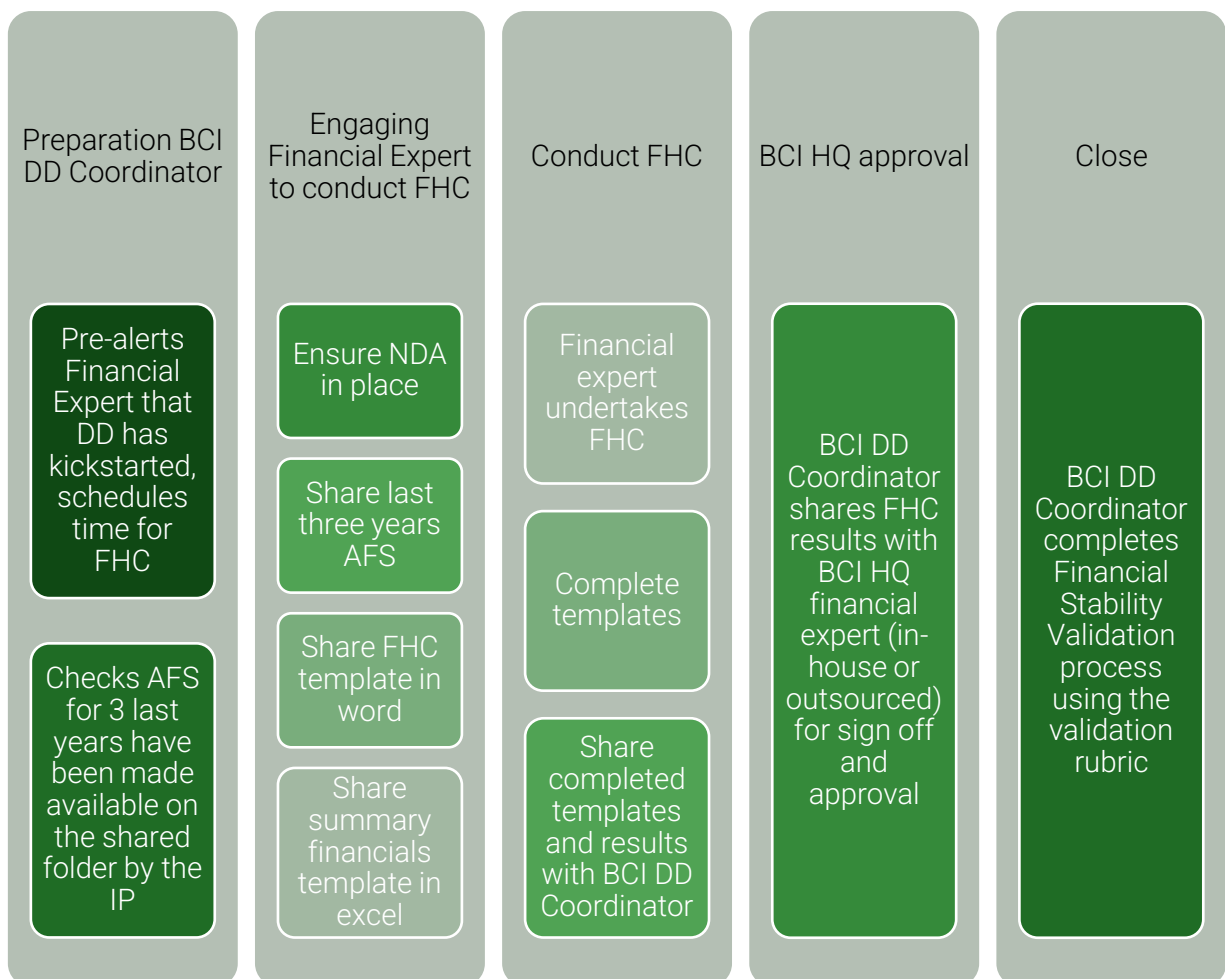 Preparation BCI
DD Coordinator
Pre-alerts
Financial
Expert that
DD has
kickstarted,
schedules
time for
FHC
Checks AFS
for 3 last
years have
been made
available on
the shared
folder by the
IP
Engaging
Financial Expert
to conduct FHC
Ensure NDA
in place
Share last
three years
AFS
Share FHC
template in
word
Share
summary
financials
template in
excel
Conduct FHC
Financial
expert
undertakes
FHC
Complete
templates
Share
completed
templates
and results
with BCI DD
Coordinator
BCI HQ approval
BCI DD
Coordinator
shares FHC
results with
BCI HQ
financial
expert (in-
house or
outsourced)
for sign off
and
approval
Close
BCI DD
Coordinator
completes
Financial
Stability
Validation
process
using the
validation
rubric